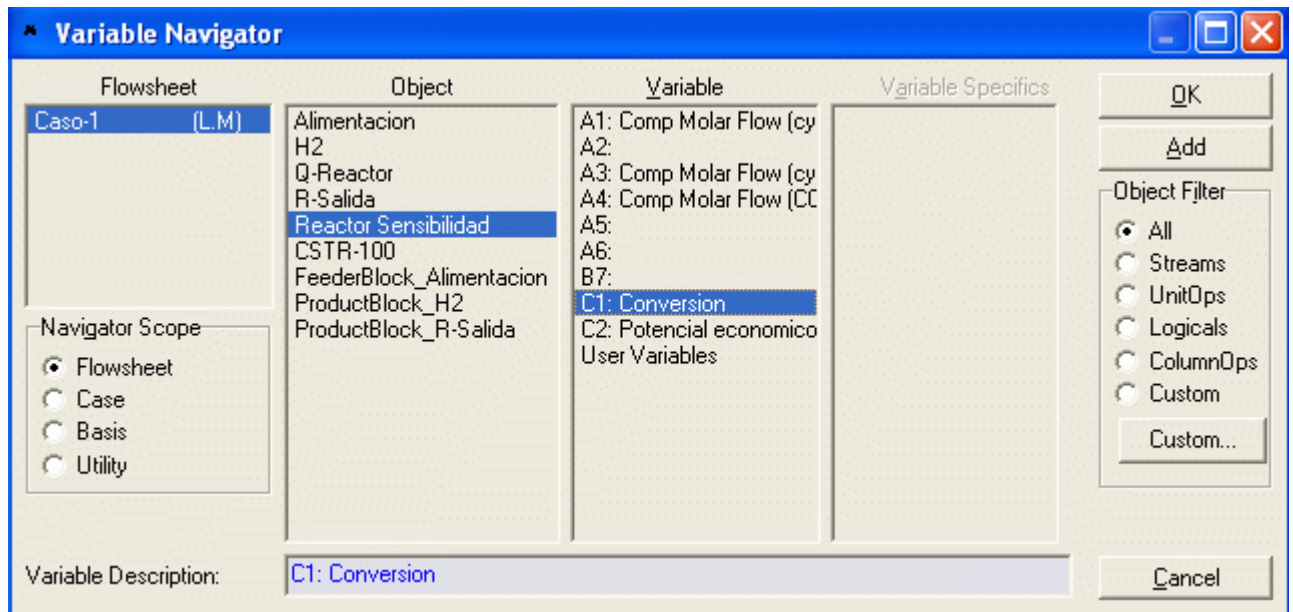 Variable Navigator
Flowsheet
Caso-1 (L.M)
Navigator Scope
Flowsheet
Case
Basis
Utility
Object
Alimentacion
H2
Q-Reactor
R-Salida
Reactor Sensibilidad
CSTR-100
FeederBlock_Alimentacion
ProductBlock_H2
ProductBlock_R-Salida
Variable
A1: Comp Molar Flow (cy
A2:
A3: Comp Molar Flow (cy
A4: Comp Molar Flow (CC
A5:
A6:
B7:
C1: Conversion
C2: Potencial economico
User Variables
Variable Specifics
OK
Add
Object Filter
All
Streams
UnitOps
Logicals
ColumnOps
Custom
Custom...
Variable Description: C1: Conversion
Cancel